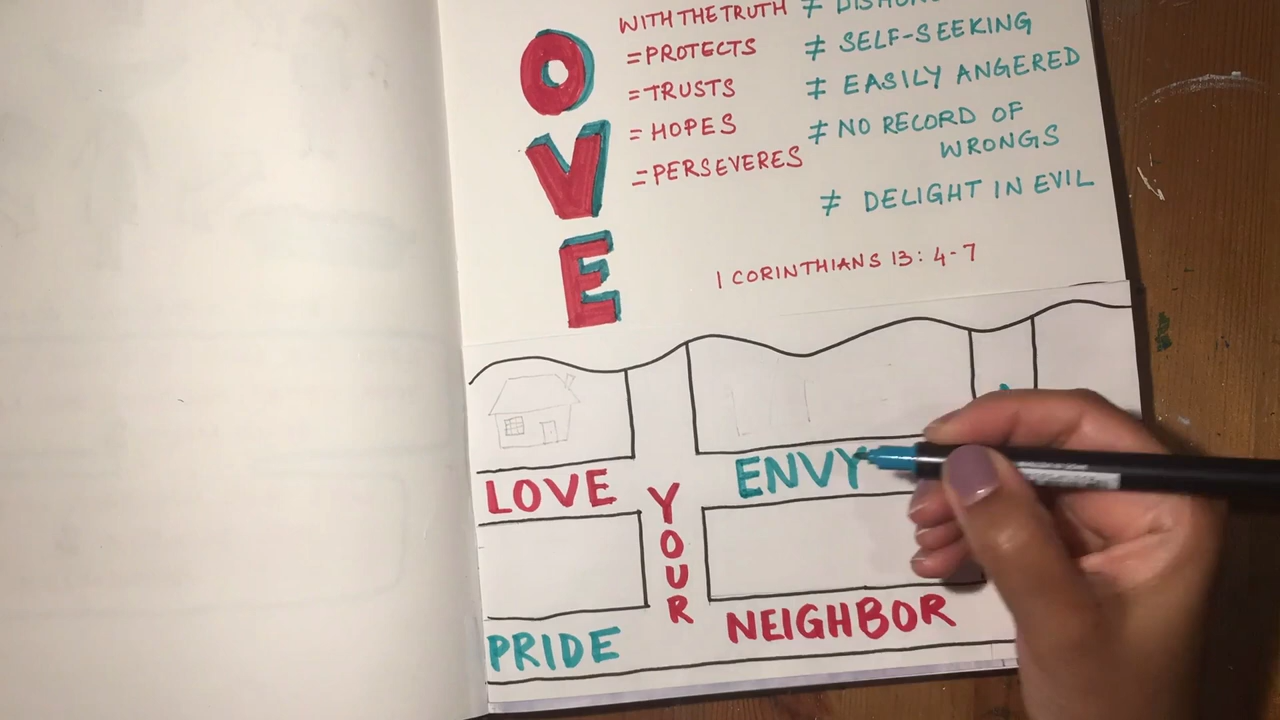 WITH THE TRUTH
= PROTECTS
= TRUSTS
= HOPES
= PERSEVERES
≠
≠ SELF-SEEKING
≠ EASILY ANGERED
≠ NO RECORD OF
WRONGS
≠ DELIGHT IN EVIL
OVE
1 CORINTHIANS 13: 4-7
LOVE
YOUR
NEIGHBOR
ENVY
PRIDE